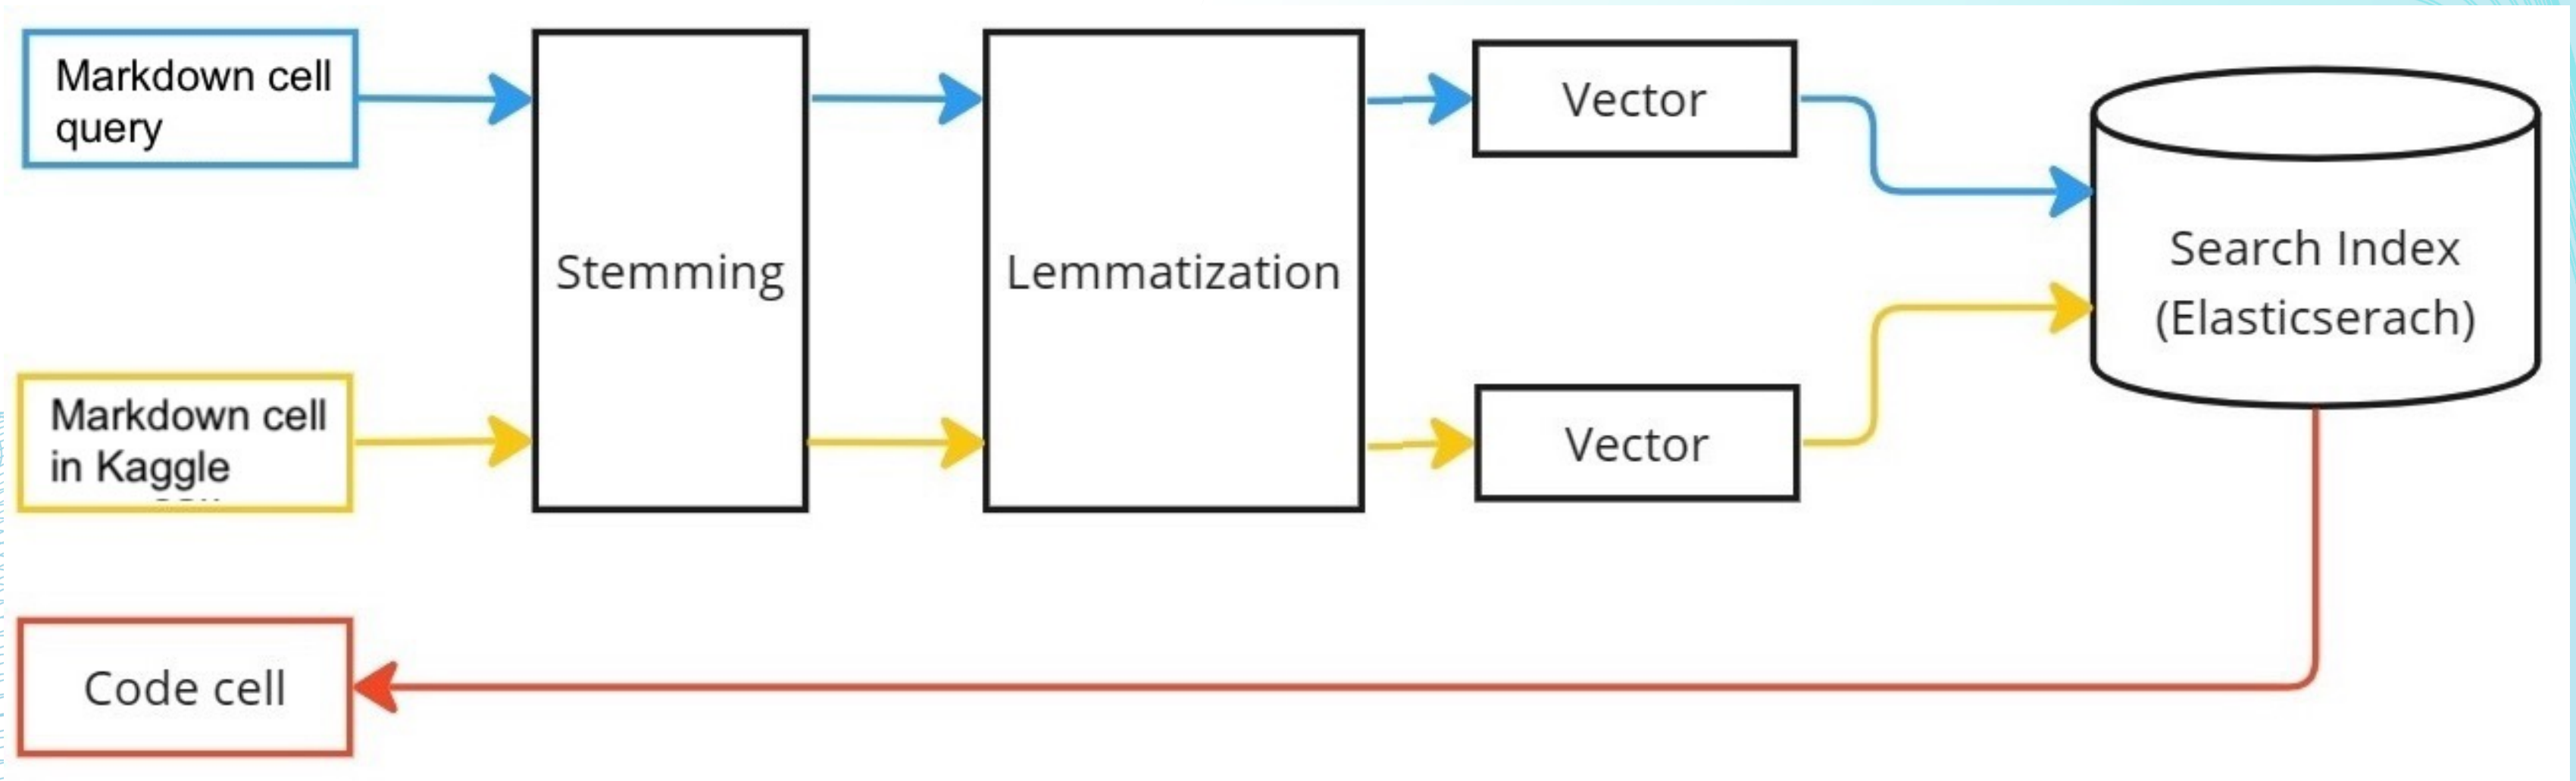 Markdown cell
query
Stemming
Lemmatization
Vector
Search Index
(Elasticserach)
Markdown cell
in Kaggle
Vector
Code cell